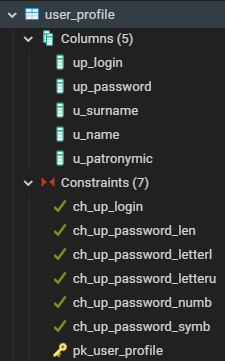 user_profile
Columns (5)
up_login
up_password
u_surname
u_name
u_patronymic
Constraints (7)
ch_up_login
ch_up_password_len
ch_up_password_letterl
ch_up_password_letteru
ch_up_password_numb
ch_up_password_symb
pk_user_profile